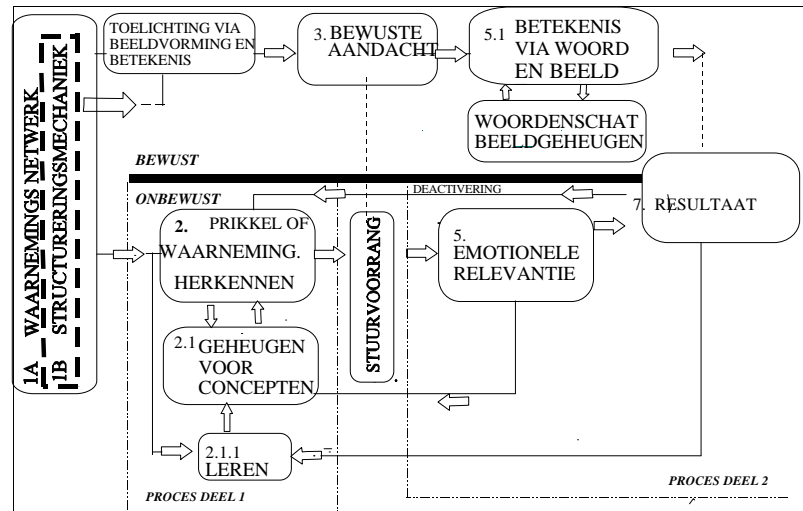 1A WAARNEMINGS NETWERK
1B STRUCTURERINGSMECHANIEK
TOELICHTING VIA
BEELDVORMING EN
BETEKENIS
3. BEWUSTE
AANDACHT
5.1 BETEKENIS
VIA WOORD
EN BEELD
WOORDENSCHAT
BEELDGEHEUGEN
BEWUST
ONBEWUST
DEACTIVERING
7. RESULTAAT
2. PRIKKEL OF
WAARNEMING.
HERKENNEN
STUURVOORRANG
5.
EMOTIONELE
RELEVANTIE
2.1 GEHEUGEN
VOOR
CONCEPTEN
2.1.1
LEREN
PROCES DEEL 1
PROCES DEEL 2